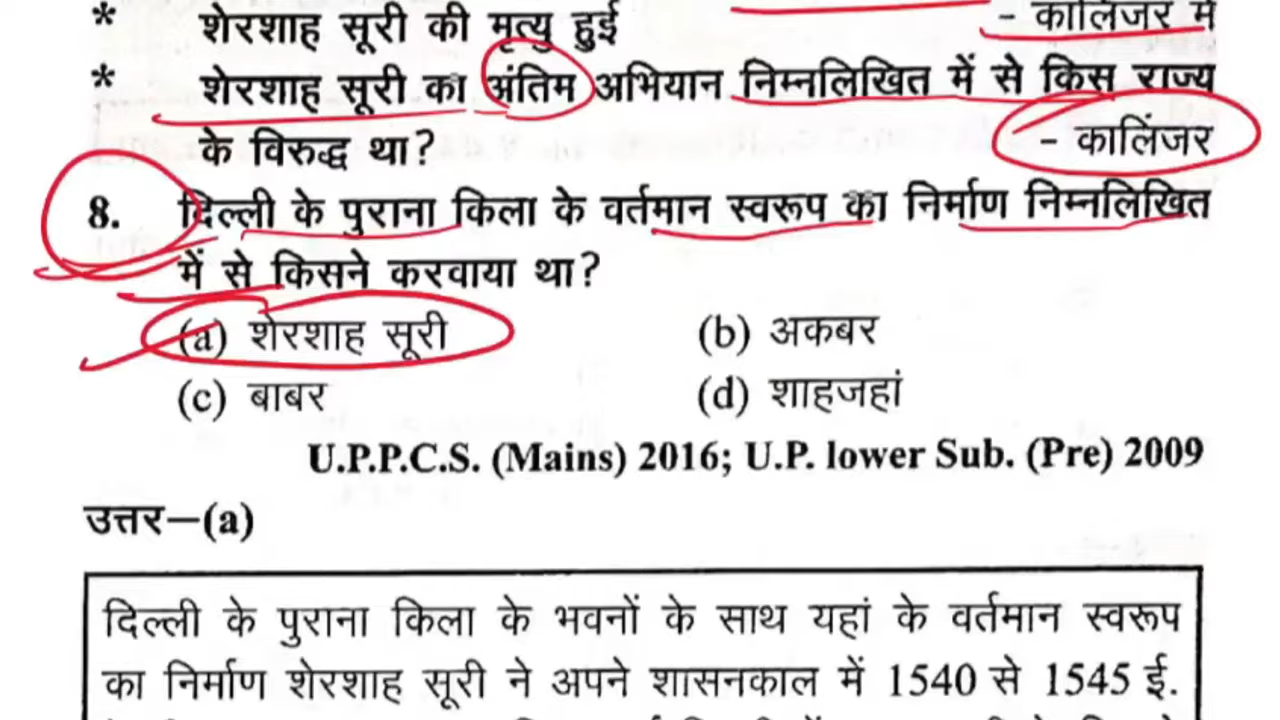 * शेरशाह सूरी की मृत्यु हुई - कालिंजर में
* शेरशाह सूरी का अंतिम अभियान निम्नलिखित में से किस राज्य
के विरुद्ध था? - कालिंजर
8. दिल्ली के पुराना किला के वर्तमान स्वरूप का निर्माण निम्नलिखित
में से किसने करवाया था?
(a) शेरशाह सूरी (b) अकबर
(c) बाबर (d) शाहजहां
U.P.P.C.S. (Mains) 2016; U.P. lower Sub. (Pre) 2009
उत्तर—(a)
दिल्ली के पुराना किला के भवनों के साथ यहां के वर्तमान स्वरूप
का निर्माण शेरशाह सूरी ने अपने शासनकाल में 1540 से 1545 ई.